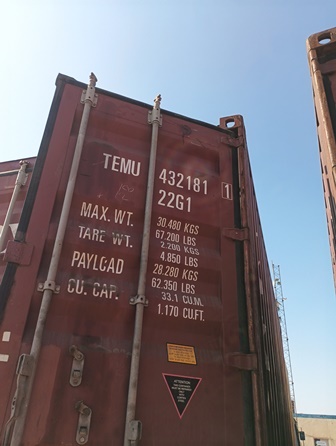 TEMU 432181 1
22G1
MAX. WT. 30.480 KGS
67.200 LBS
TARE WT. 2.200 KGS
4.850 LBS
PAYLOAD 28.280 KGS
62.350 LBS
CU. CAP. 33.1 CU.M.
1.170 CU.FT.
ATTENTION